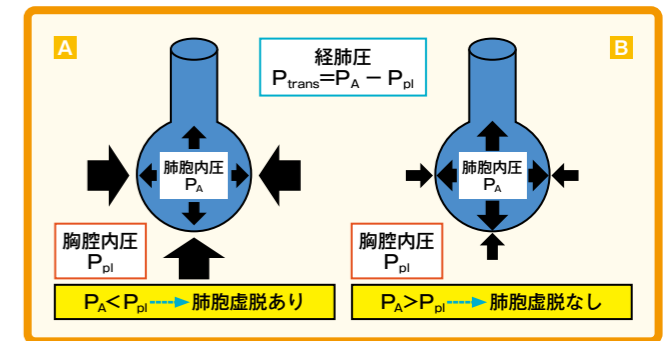 A
B
経肺圧
Ptrans=PA − Ppl
肺胞内圧
PA
肺胞内圧
PA
胸腔内圧
Ppl
胸腔内圧
Ppl
PA<Ppl----►肺胞虚脱あり
PA>Ppl----►肺胞虚脱なし